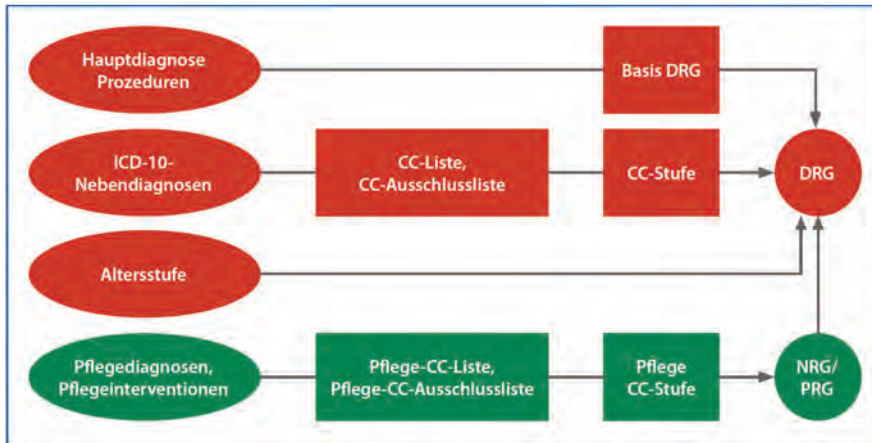 Hauptdiagnose
Prozeduren
Basis DRG
ICD-10-
Nebendiagnosen
CC-Liste,
CC-Ausschlussliste
CC-Stufe
DRG
Altersstufe
Pflegediagnosen,
Pflegeinterventionen
Pflege-CC-Liste,
Pflege-CC-Ausschlussliste
Pflege
CC-Stufe
NRG/
PRG